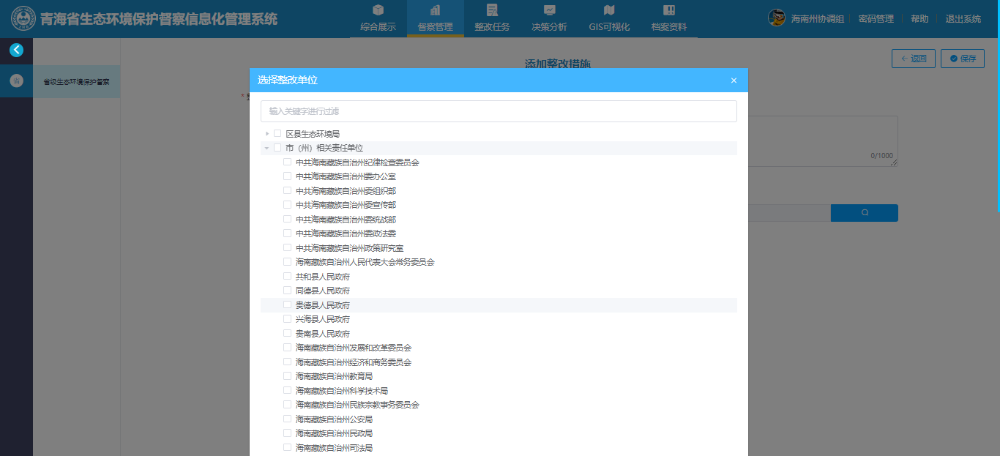 青海省生态环境保护督察信息化管理系统
综合展示
督察管理
整改任务
决策分析
GIS可视化
档案资料
海南州协调组
密码管理
帮助
退出系统
省
省级生态环境保护督察
添加整改措施
返回
保存
选择整改单位
输入关键字进行过滤
区县生态环境局
市（州）相关责任单位
中共海南藏族自治州纪律检查委员会
中共海南藏族自治州委办公室
中共海南藏族自治州委组织部
中共海南藏族自治州委宣传部
中共海南藏族自治州委统战部
中共海南藏族自治州委政法委
中共海南藏族自治州政策研究室
海南藏族自治州人民代表大会常务委员会
共和县人民政府
同德县人民政府
贵德县人民政府
兴海县人民政府
贵南县人民政府
海南藏族自治州发展和改革委员会
海南藏族自治州经济和商务委员会
海南藏族自治州教育局
海南藏族自治州科学技术局
海南藏族自治州民族宗教事务委员会
海南藏族自治州公安局
海南藏族自治州民政局
海南藏族自治州司法局
0/1000